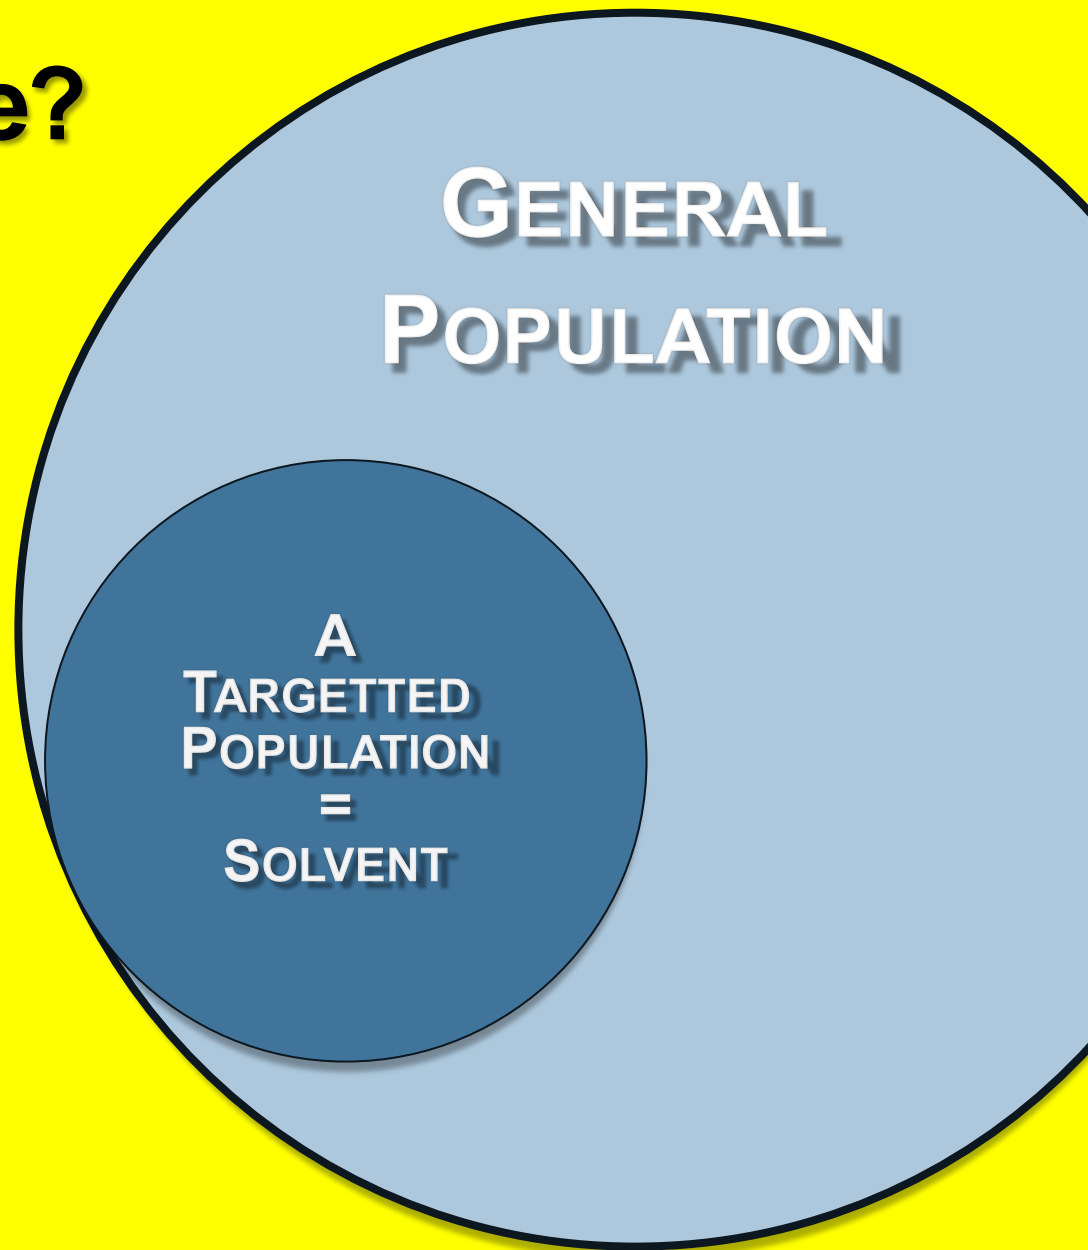 e?
GENERAL
POPULATION
A
TARGETTED
POPULATION
=
SOLVENT